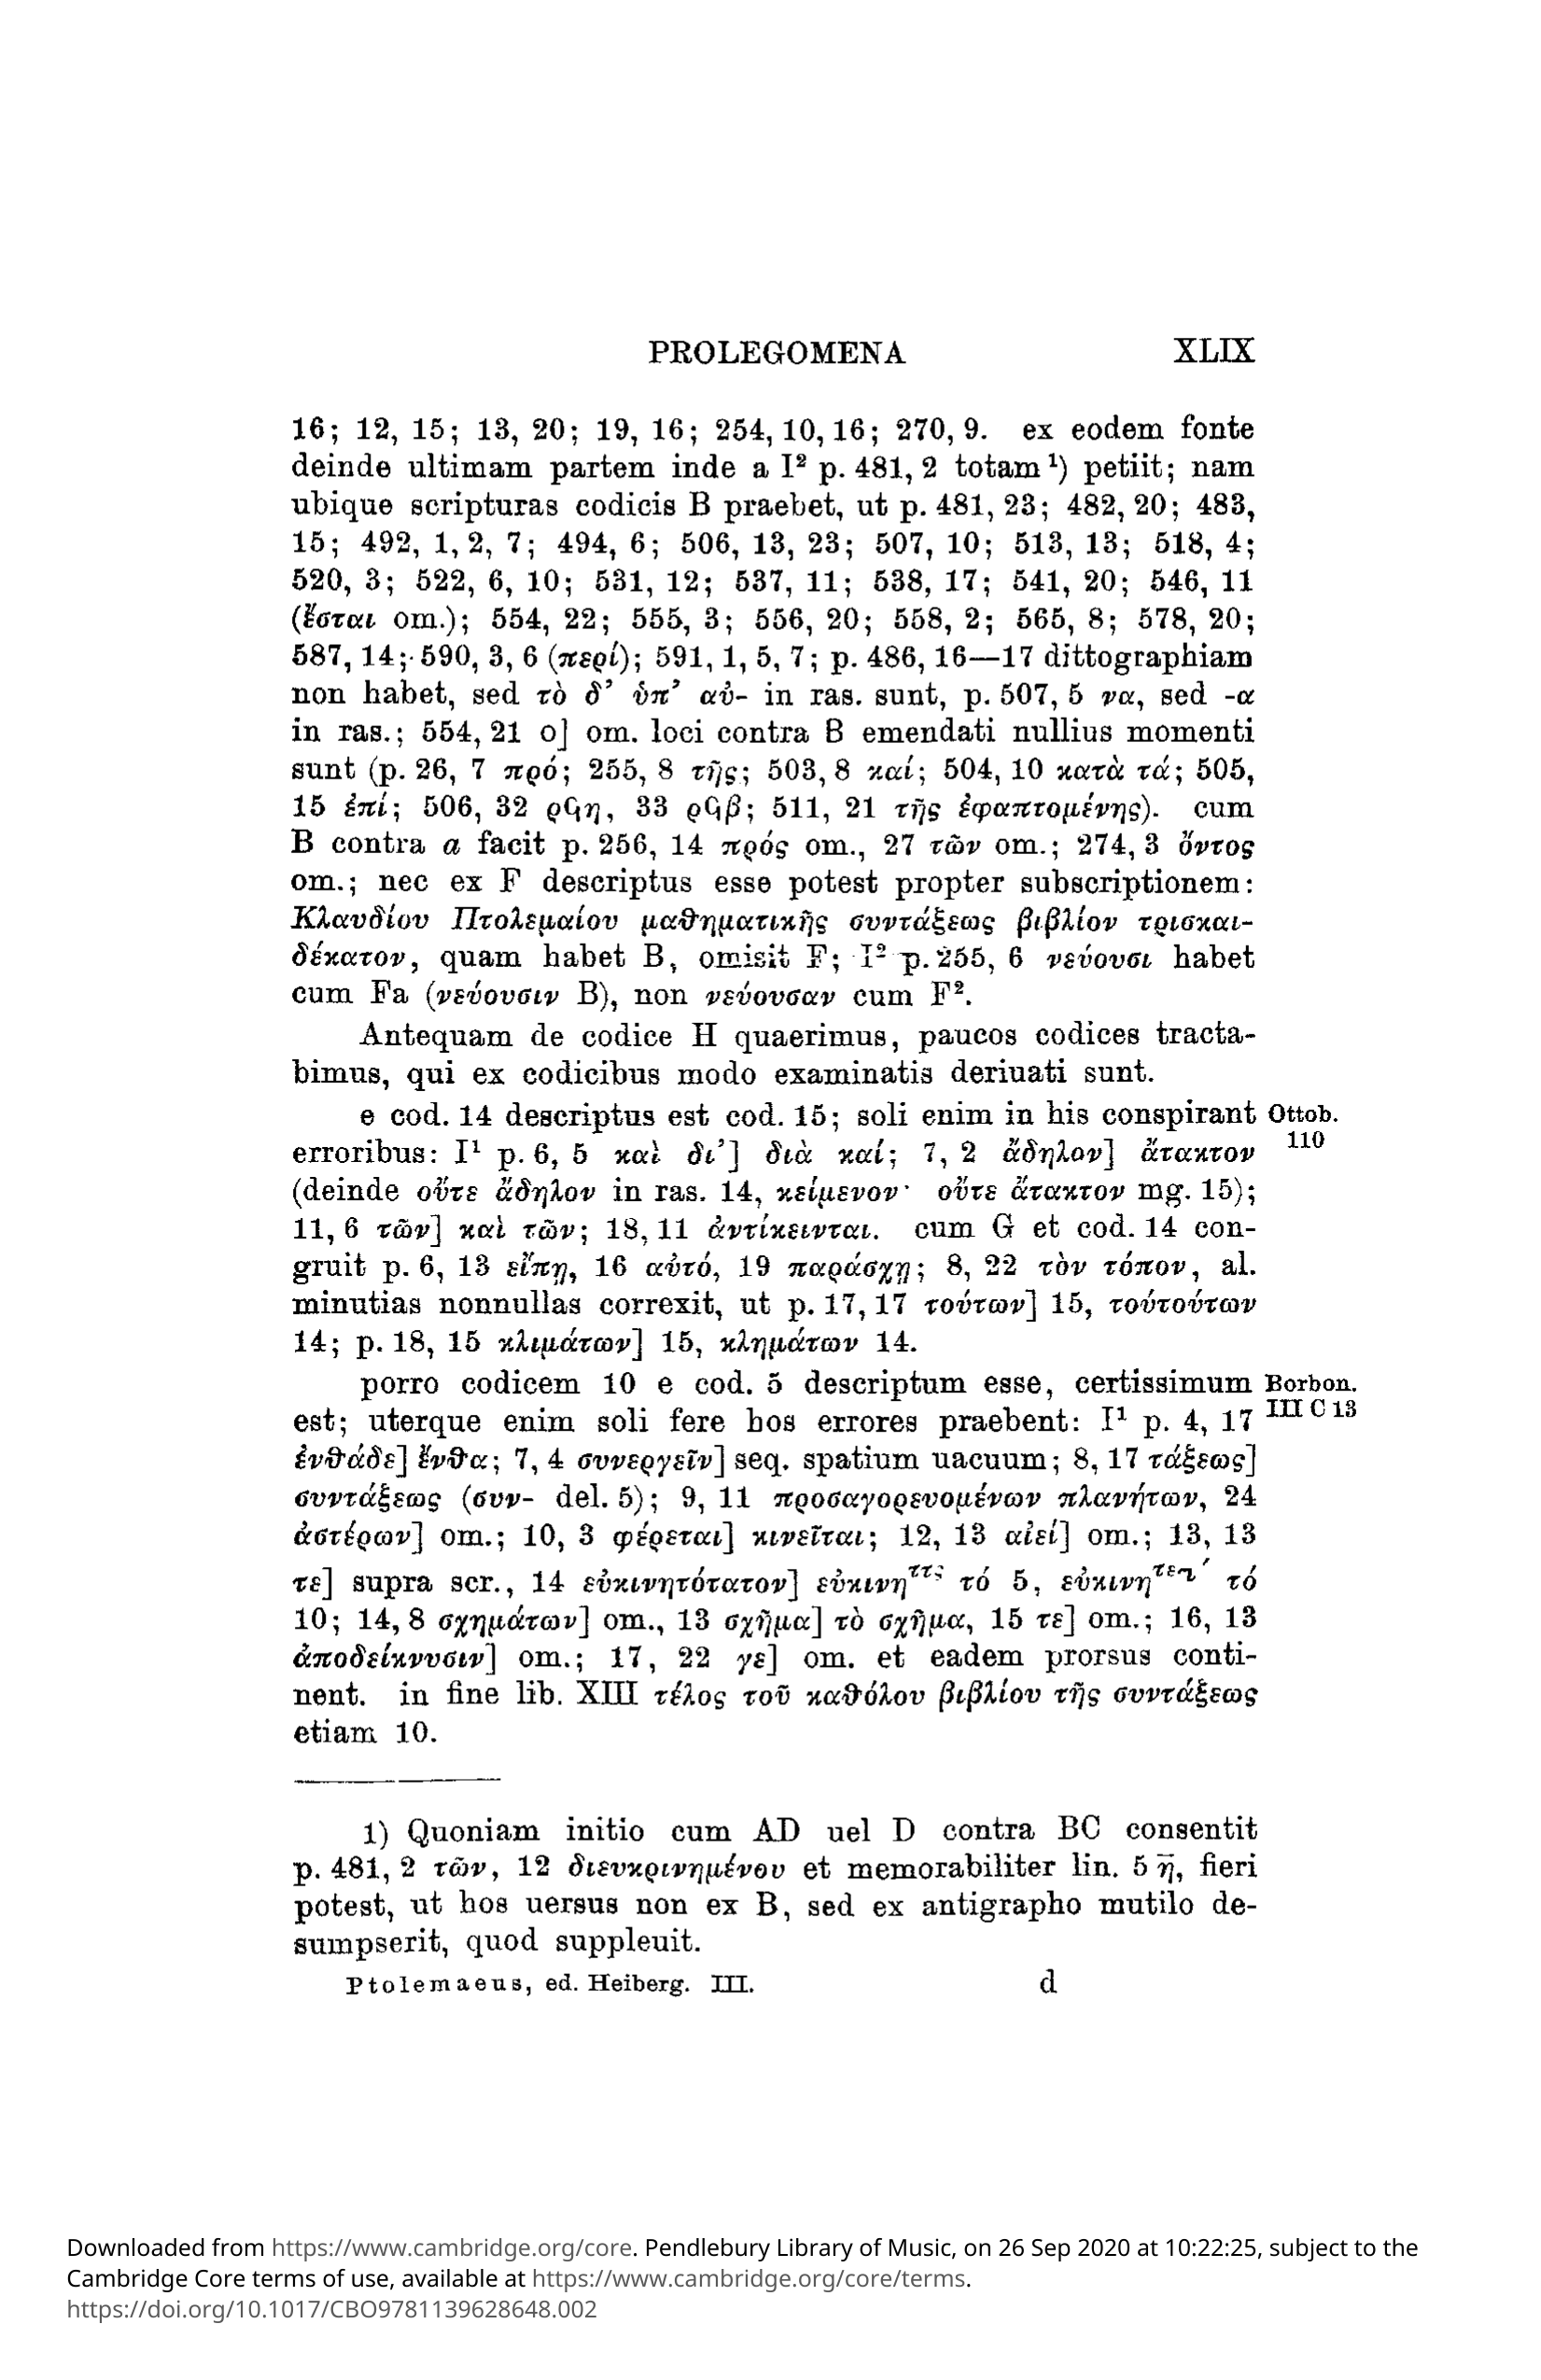 PROLEGOMENA XLIX
16; 12, 15; 13, 20; 19, 16; 254, 10, 16; 270, 9. ex eodem fonte
deinde ultimam partem inde a I² p. 481, 2 totam¹) petiit; nam
ubique scripturas codicis B praebet, ut p. 481, 23; 482, 20; 483,
15; 492, 1, 2, 7; 494, 6; 506, 13, 23; 507, 10; 513, 13; 518, 4;
520, 3; 522, 6, 10; 531, 12; 537, 11; 538, 17; 541, 20; 546, 11
(ἔσται om.); 554, 22; 555, 3; 556, 20; 558, 2; 565, 8; 578, 20;
587, 14; 590, 3, 6 (περί); 591, 1, 5, 7; p. 486, 16—17 dittographiam
non habet, sed τὸ δ’ ὑπ’ αὐ- in ras. sunt, p. 507, 5 να, sed -α
in ras.; 554, 21 o] om. loci contra B emendati nullius momenti
sunt (p. 26, 7 πρό; 255, 8 τῆς; 503, 8 καί; 504, 10 κατὰ τά; 505,
15 ἐπί; 506, 32 ρϟη, 33 ρϟβ; 511, 21 τῆς ἐφαπτομένης). cum
B contra a facit p. 256, 14 πρός om., 27 τῶν om.; 274, 3 ὄντος
om.; nec ex F descriptus esse potest propter subscriptionem:
Κλαυδίου Πτολεμαίου μαθηματικῆς συντάξεως βιβλίον τρισκαι-
δέκατον, quam habet B, omisit F; I² p. 255, 6 νεύουσι habet
cum Fa (νεύουσιν B), non νεύουσαν cum F².
Antequam de codice H quaerimus, paucos codices tracta-
bimus, qui ex codicibus modo examinatis deriuati sunt.
e cod. 14 descriptus est cod. 15; soli enim in his conspirant Ottob.
erroribus: I¹ p. 6, 5 καὶ δι’] διὰ καί; 7, 2 ἄδηλον] ἄτακτον 110
(deinde οὔτε ἄδηλον in ras. 14, κείμενον· οὔτε ἄτακτον mg. 15);
11, 6 τῶν] καὶ τῶν; 18, 11 ἀντίκεινται. cum G et cod. 14 con-
gruit p. 6, 13 εἴπῃ, 16 αὐτό, 19 παράσχῃ; 8, 22 τὸν τόπον, al.
minutias nonnullas correxit, ut p. 17, 17 τούτων] 15, τούτούτων
14; p. 18, 15 κλιμάτων] 15, κλημάτων 14.
porro codicem 10 e cod. 5 descriptum esse, certissimum Borbon.
est; uterque enim soli fere hos errores praebent: I¹ p. 4, 17 III C 13
ἐνθάδε] ἔνθα; 7, 4 συνεργεῖν] seq. spatium uacuum; 8, 17 τάξεως]
συντάξεως (συν- del. 5); 9, 11 προσαγορευομένων πλανήτων, 24
ἀστέρων] om.; 10, 3 φέρεται] κινεῖται; 12, 13 αἰεί] om.; 13, 13
τε] supra scr., 14 εὐκινητότατον] εὐκινη τό 5, εὐκινη τό
10; 14, 8 σχημάτων] om., 13 σχῆμα] τὸ σχῆμα, 15 τε] om.; 16, 13
ἀποδείκνυσιν] om.; 17, 22 γε] om. et eadem prorsus conti-
nent. in fine lib. XIII τέλος τοῦ καθόλου βιβλίου τῆς συντάξεως
etiam 10.
1) Quoniam initio cum AD uel D contra BC consentit
p. 481, 2 τῶν, 12 διευκρινημένου et memorabiliter lin. 5 η̄, fieri
potest, ut hos uersus non ex B, sed ex antigrapho mutilo de-
sumpserit, quod suppleuit.
Ptolemaeus, ed. Heiberg. III. d
Downloaded from https://www.cambridge.org/core. Pendlebury Library of Music, on 26 Sep 2020 at 10:22:25, subject to the
Cambridge Core terms of use, available at https://www.cambridge.org/core/terms.
https://doi.org/10.1017/CBO9781139628648.002